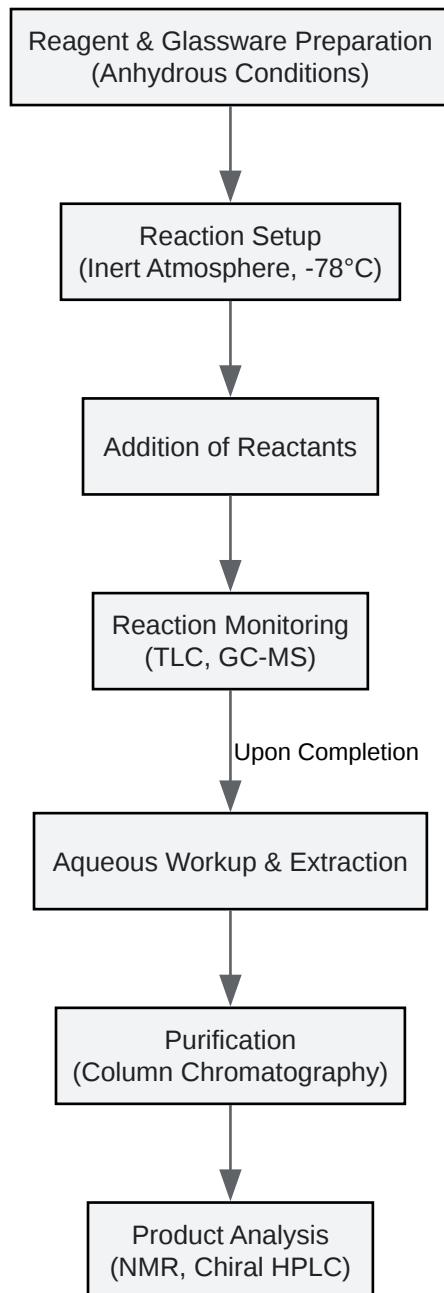 Reagent & Glassware Preparation
(Anhydrous Conditions)
Reaction Setup
(Inert Atmosphere, -78°C)
Addition of Reactants
Reaction Monitoring
(TLC, GC-MS)
Upon Completion
Aqueous Workup & Extraction
Purification
(Column Chromatography)
Product Analysis
(NMR, Chiral HPLC)